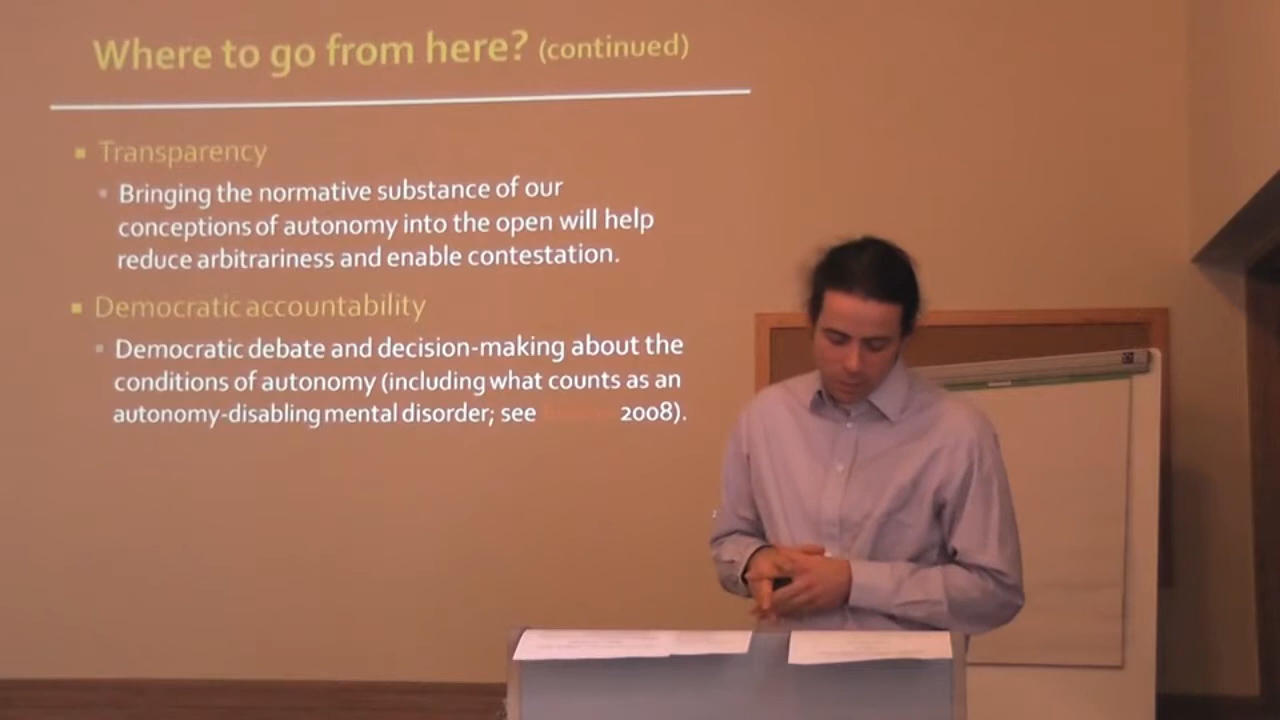 Where to go from here? (continued)
Transparency
Bringing the normative substance of our
conceptions of autonomy into the open will help
reduce arbitrariness and enable contestation.
Democratic accountability
Democratic debate and decision-making about the
conditions of autonomy (including what counts as an
autonomy-disabling mental disorder; see 2008).